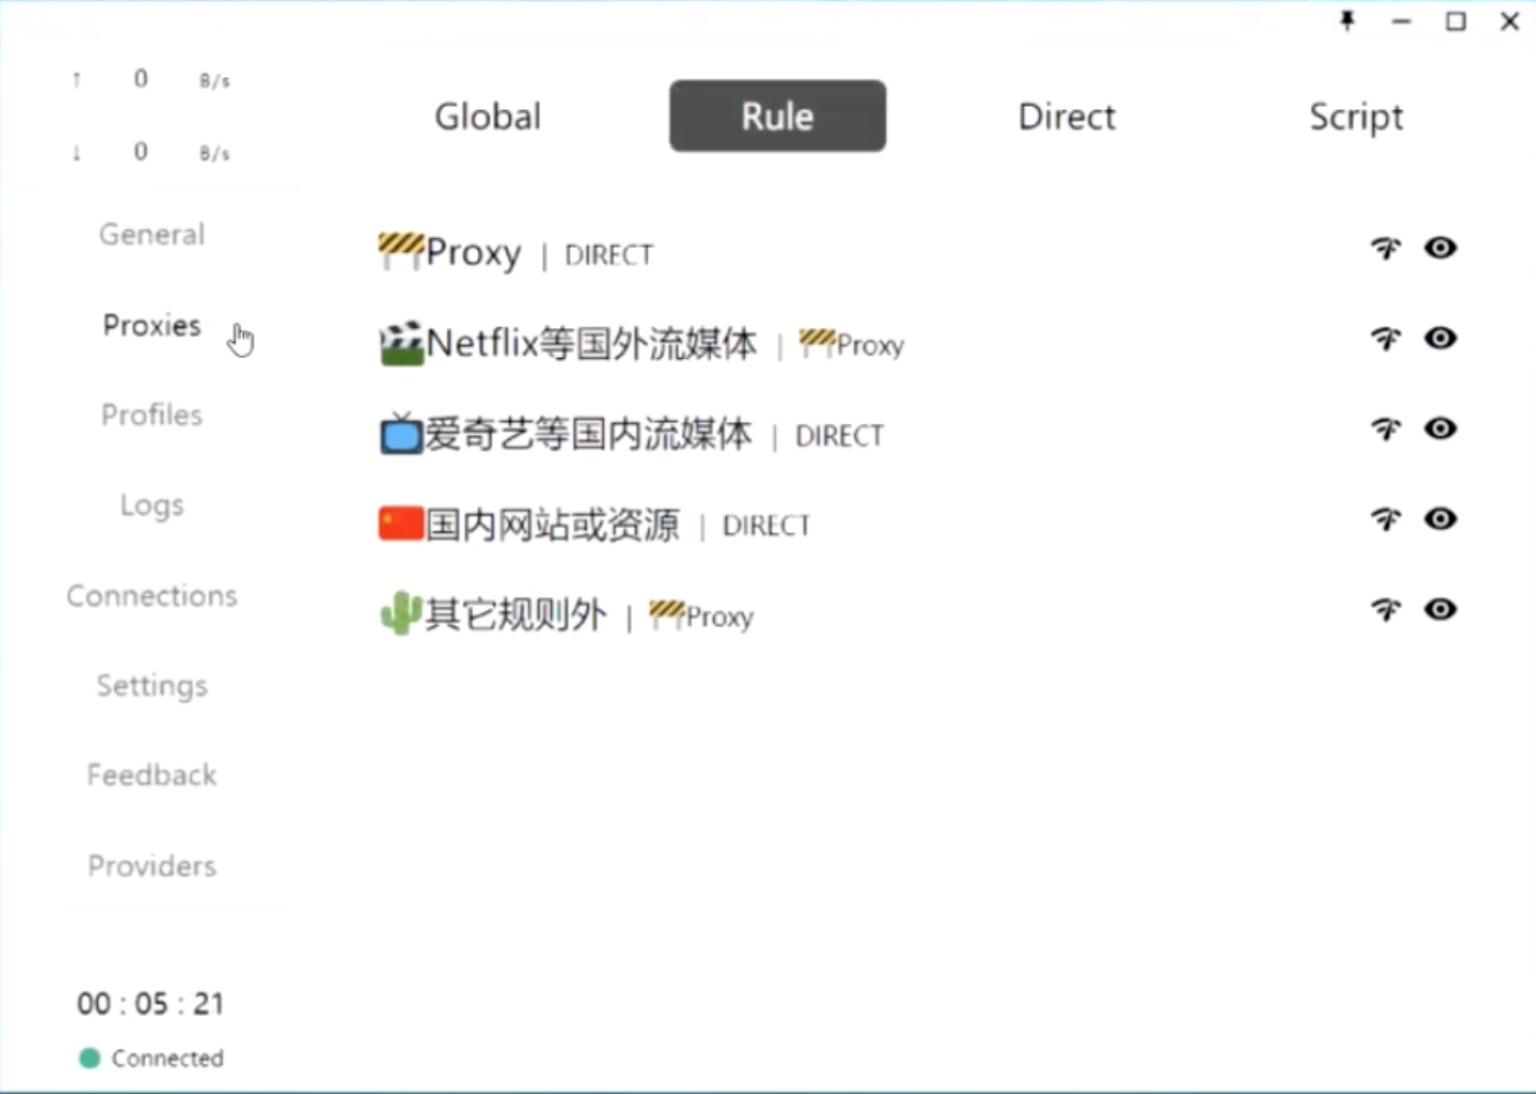 ↑ 0 B/s
↓ 0 B/s
Global Rule Direct Script
General
Proxies
Profiles
Logs
Connections
Settings
Feedback
Providers
🚧Proxy | DIRECT
🎬Netflix等国外流媒体 | 🚧Proxy
📺爱奇艺等国内流媒体 | DIRECT
🇨🇳国内网站或资源 | DIRECT
🌵其它规则外 | 🚧Proxy
00 : 05 : 21
Connected